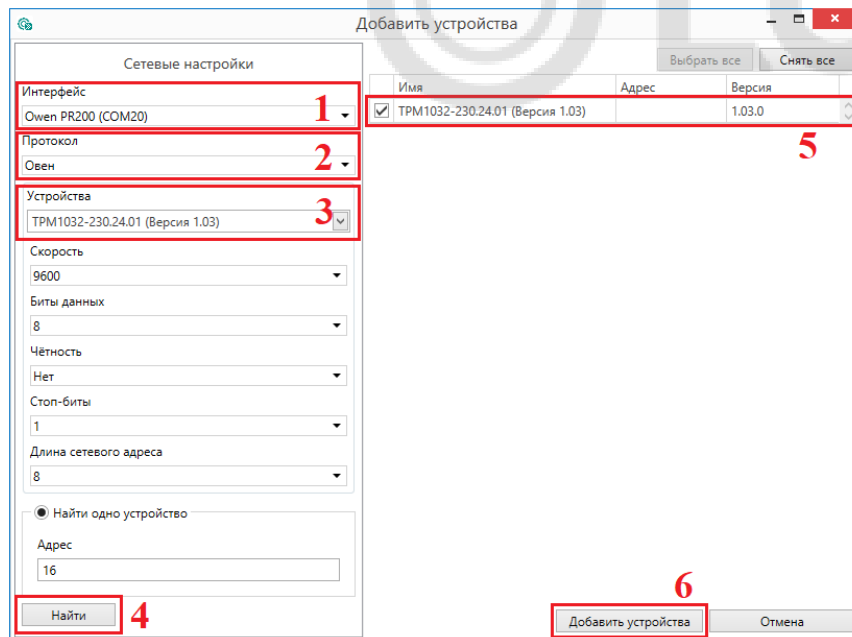 Добавить устройства
Сетевые настройки
Интерфейс
Owen PR200 (COM20)
1
Протокол
Овен
2
Устройства
ТРМ1032-230.24.01 (Версия 1.03)
3
Скорость
9600
Биты данных
8
Чётность
Нет
Стоп-биты
1
Длина сетевого адреса
8
Найти одно устройство
Адрес
16
Найти
4
Выбрать все Снять все
Имя Адрес Версия
ТРМ1032-230.24.01 (Версия 1.03) 1.03.0
5
6
Добавить устройства Отмена